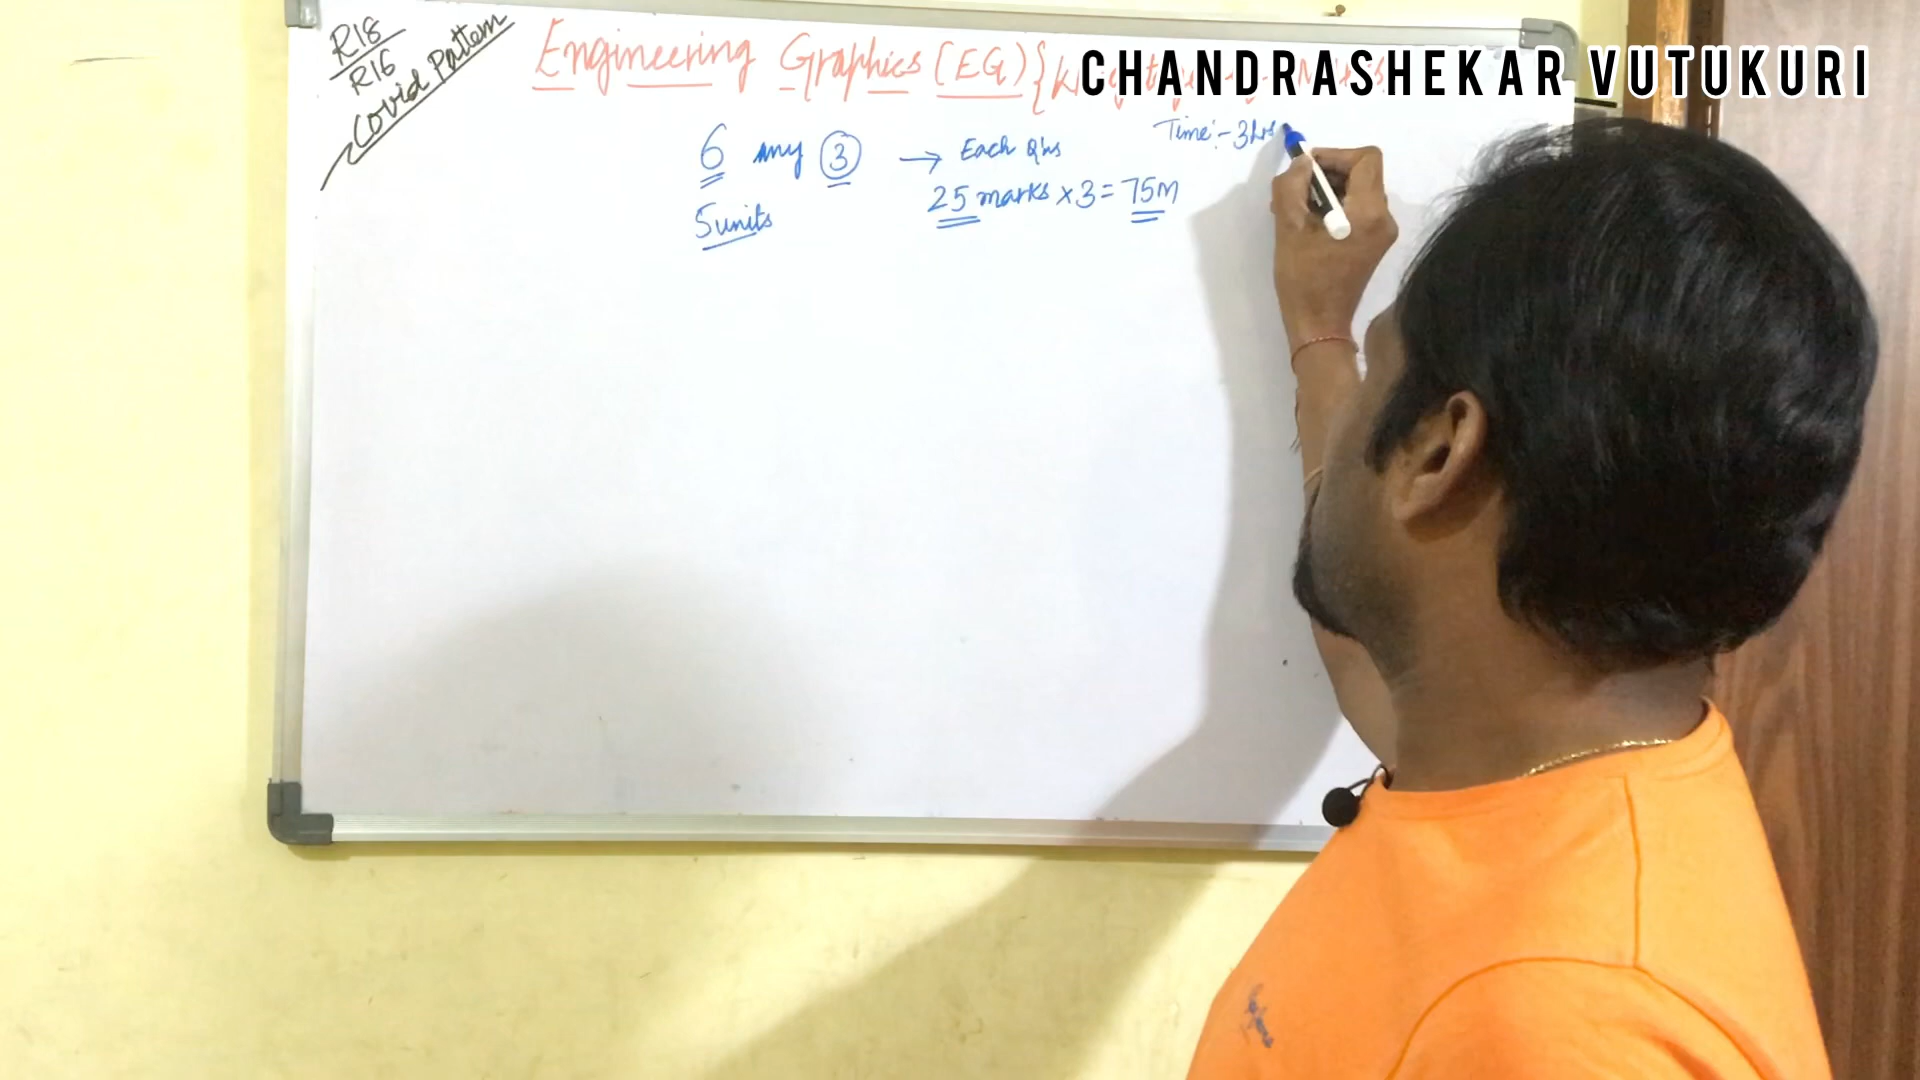 R18
R16
Covid Pattern
Engineering Graphics (EG) {
CHANDRASHEKAR VUTUKURI
Time:- 3hrs
6 any 3 → Each Q'ns
25 marks × 3 = 75M
5 units